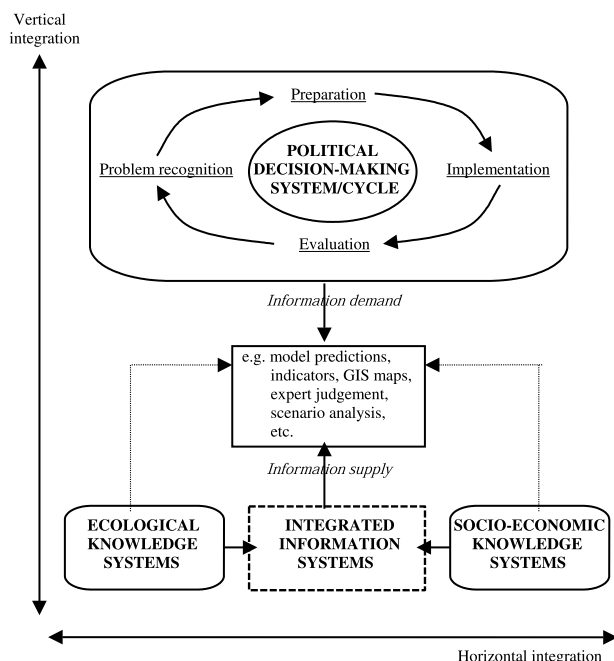 Vertical
integration
Preparation
POLITICAL
DECISION-MAKING
SYSTEM/CYCLE
Problem recognition
Implementation
Evaluation
Information demand
e.g. model predictions,
indicators, GIS maps,
expert judgement,
scenario analysis,
etc.
Information supply
ECOLOGICAL
KNOWLEDGE
SYSTEMS
INTEGRATED
INFORMATION
SYSTEMS
SOCIO-ECONOMIC
KNOWLEDGE
SYSTEMS
Horizontal integration